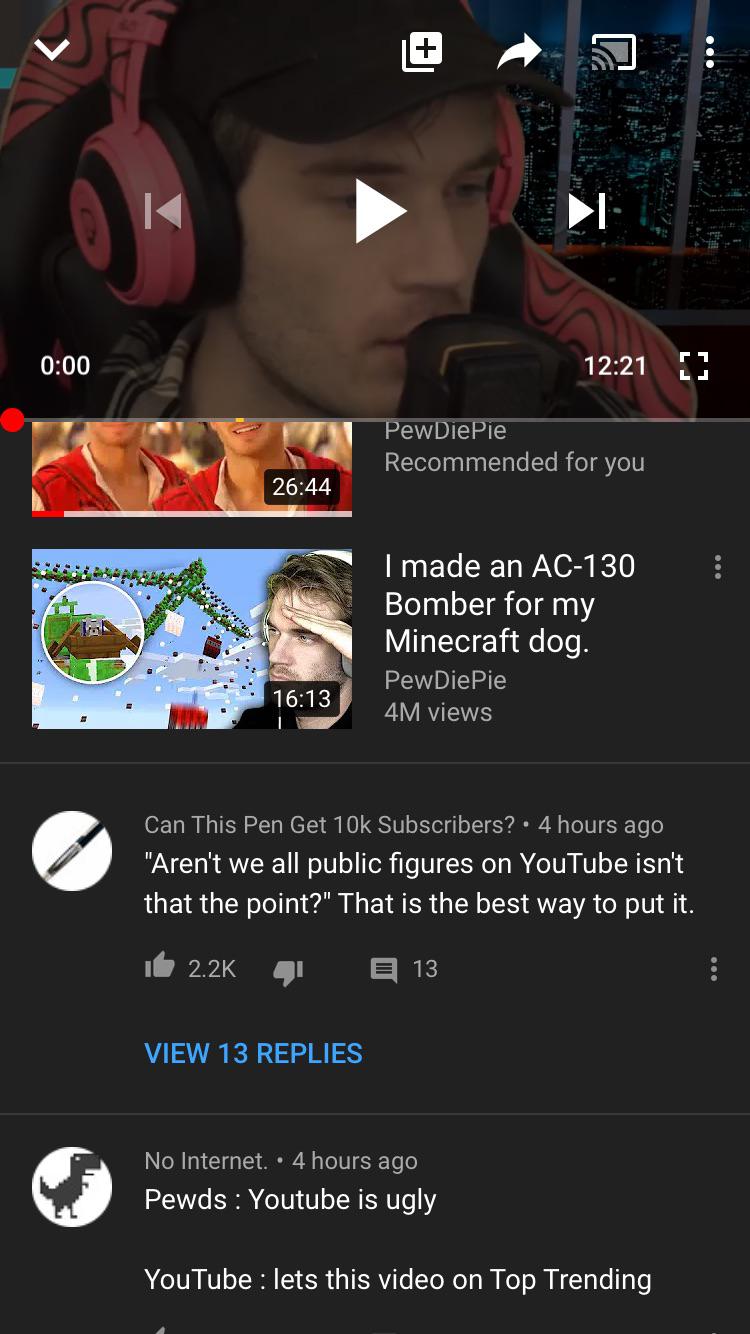 0:00
12:21
26:44
PewDiePie
Recommended for you
16:13
I made an AC-130
Bomber for my
Minecraft dog.
PewDiePie
4M views
Can This Pen Get 10k Subscribers? • 4 hours ago
"Aren't we all public figures on YouTube isn't
that the point?" That is the best way to put it.
2.2K
13
VIEW 13 REPLIES
No Internet. • 4 hours ago
Pewds : Youtube is ugly
YouTube : lets this video on Top Trending